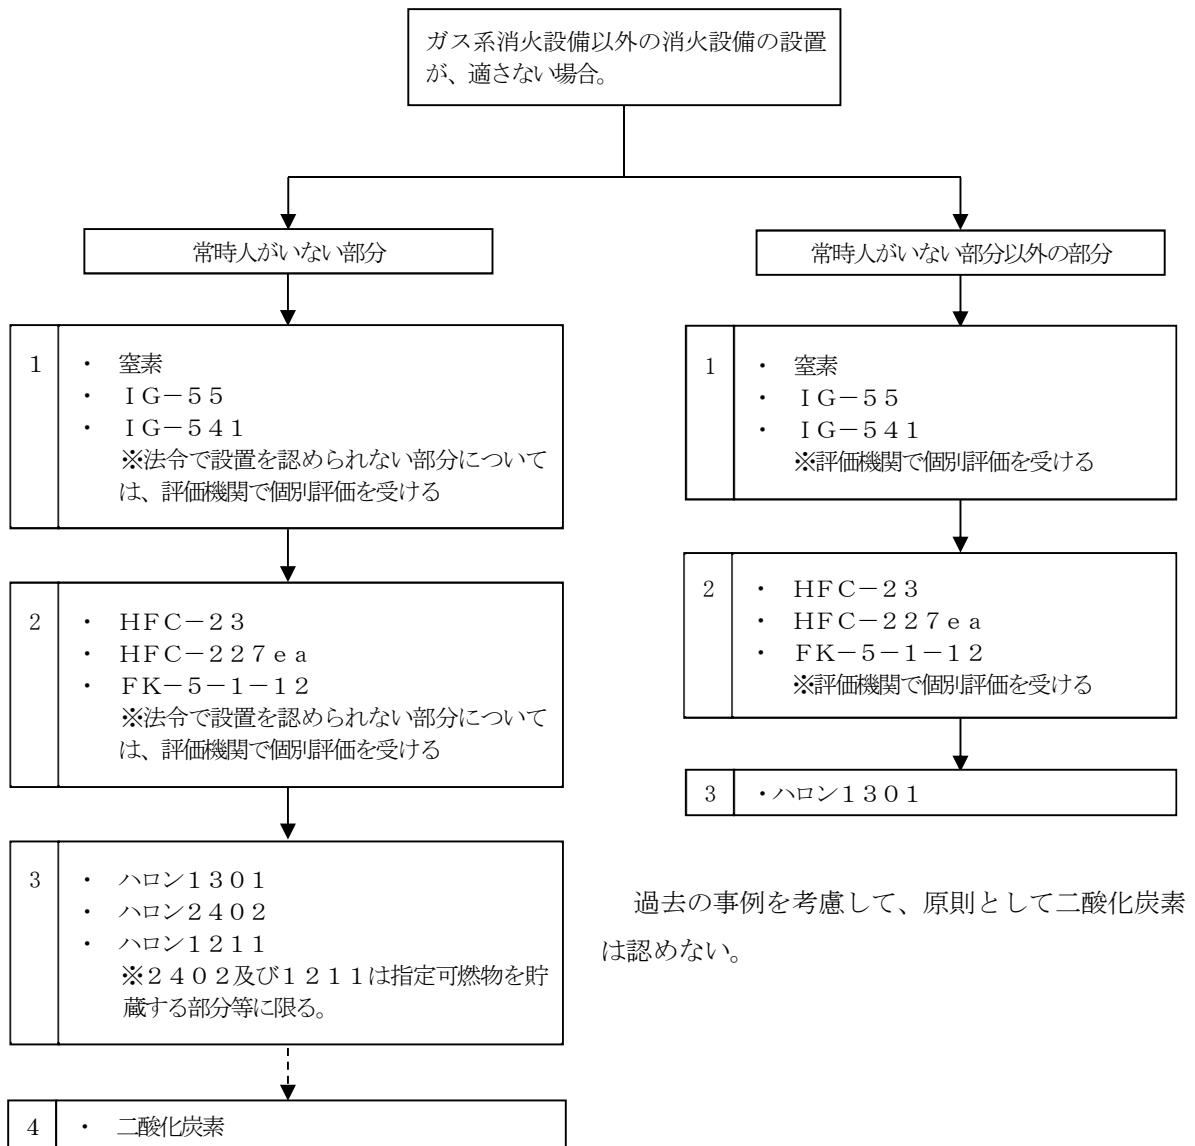 ガス系消火設備以外の消火設備の設置
が、適さない場合。
常時人がいない部分
1
・ 窒素
・ ＩＧ－５５
・ ＩＧ－５４１
※法令で設置を認められない部分について
は、評価機関で個別評価を受ける
2
・ ＨＦＣ－２３
・ ＨＦＣ－２２７ｅａ
・ ＦＫ－５－１－１２
※法令で設置を認められない部分について
は、評価機関で個別評価を受ける
3
・ ハロン１３０１
・ ハロン２４０２
・ ハロン１２１１
※２４０２及び１２１１は指定可燃物を貯
蔵する部分等に限る。
4
・ 二酸化炭素
常時人がいない部分以外の部分
1
・ 窒素
・ ＩＧ－５５
・ ＩＧ－５４１
※評価機関で個別評価を受ける
2
・ ＨＦＣ－２３
・ ＨＦＣ－２２７ｅａ
・ ＦＫ－５－１－１２
※評価機関で個別評価を受ける
3
・ハロン１３０１
過去の事例を考慮して、原則として二酸化炭素
は認めない。